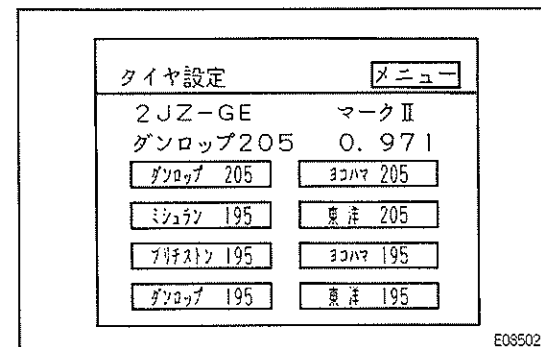 タイヤ設定 メニュー
2JZ-GE マークⅡ
ダンロップ205 0.971
ダンロップ 205 ヨコハマ 205
ミシュラン 195 東洋 205
ブリヂストン 195 ヨコハマ 195
ダンロップ 195 東洋 195
E03502